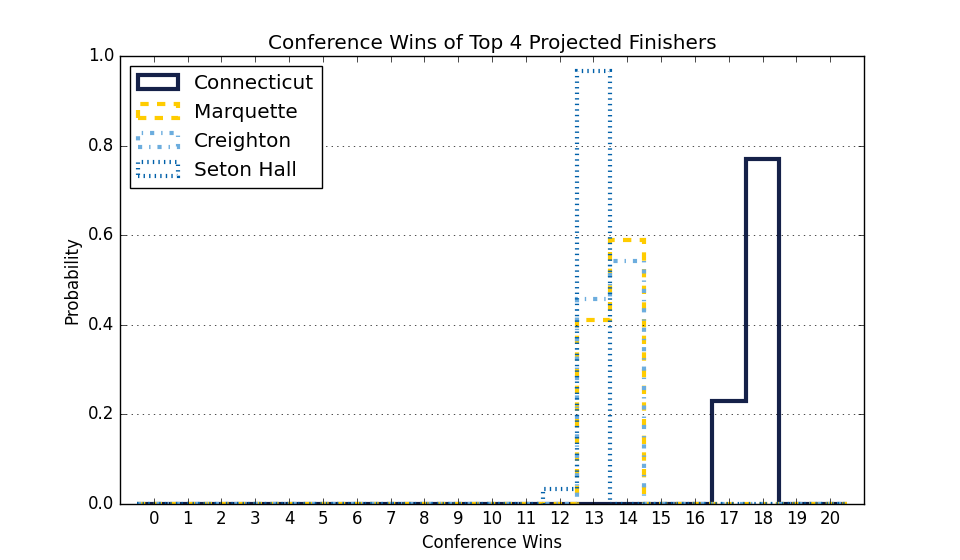 Conference Wins of Top 4 Projected Finishers
1.0
0.8
0.6
0.4
0.2
0.0
Probability
Connecticut
Marquette
Creighton
Seton Hall
0 1 2 3 4 5 6 7 8 9 10 11 12 13 14 15 16 17 18 19 20
Conference Wins